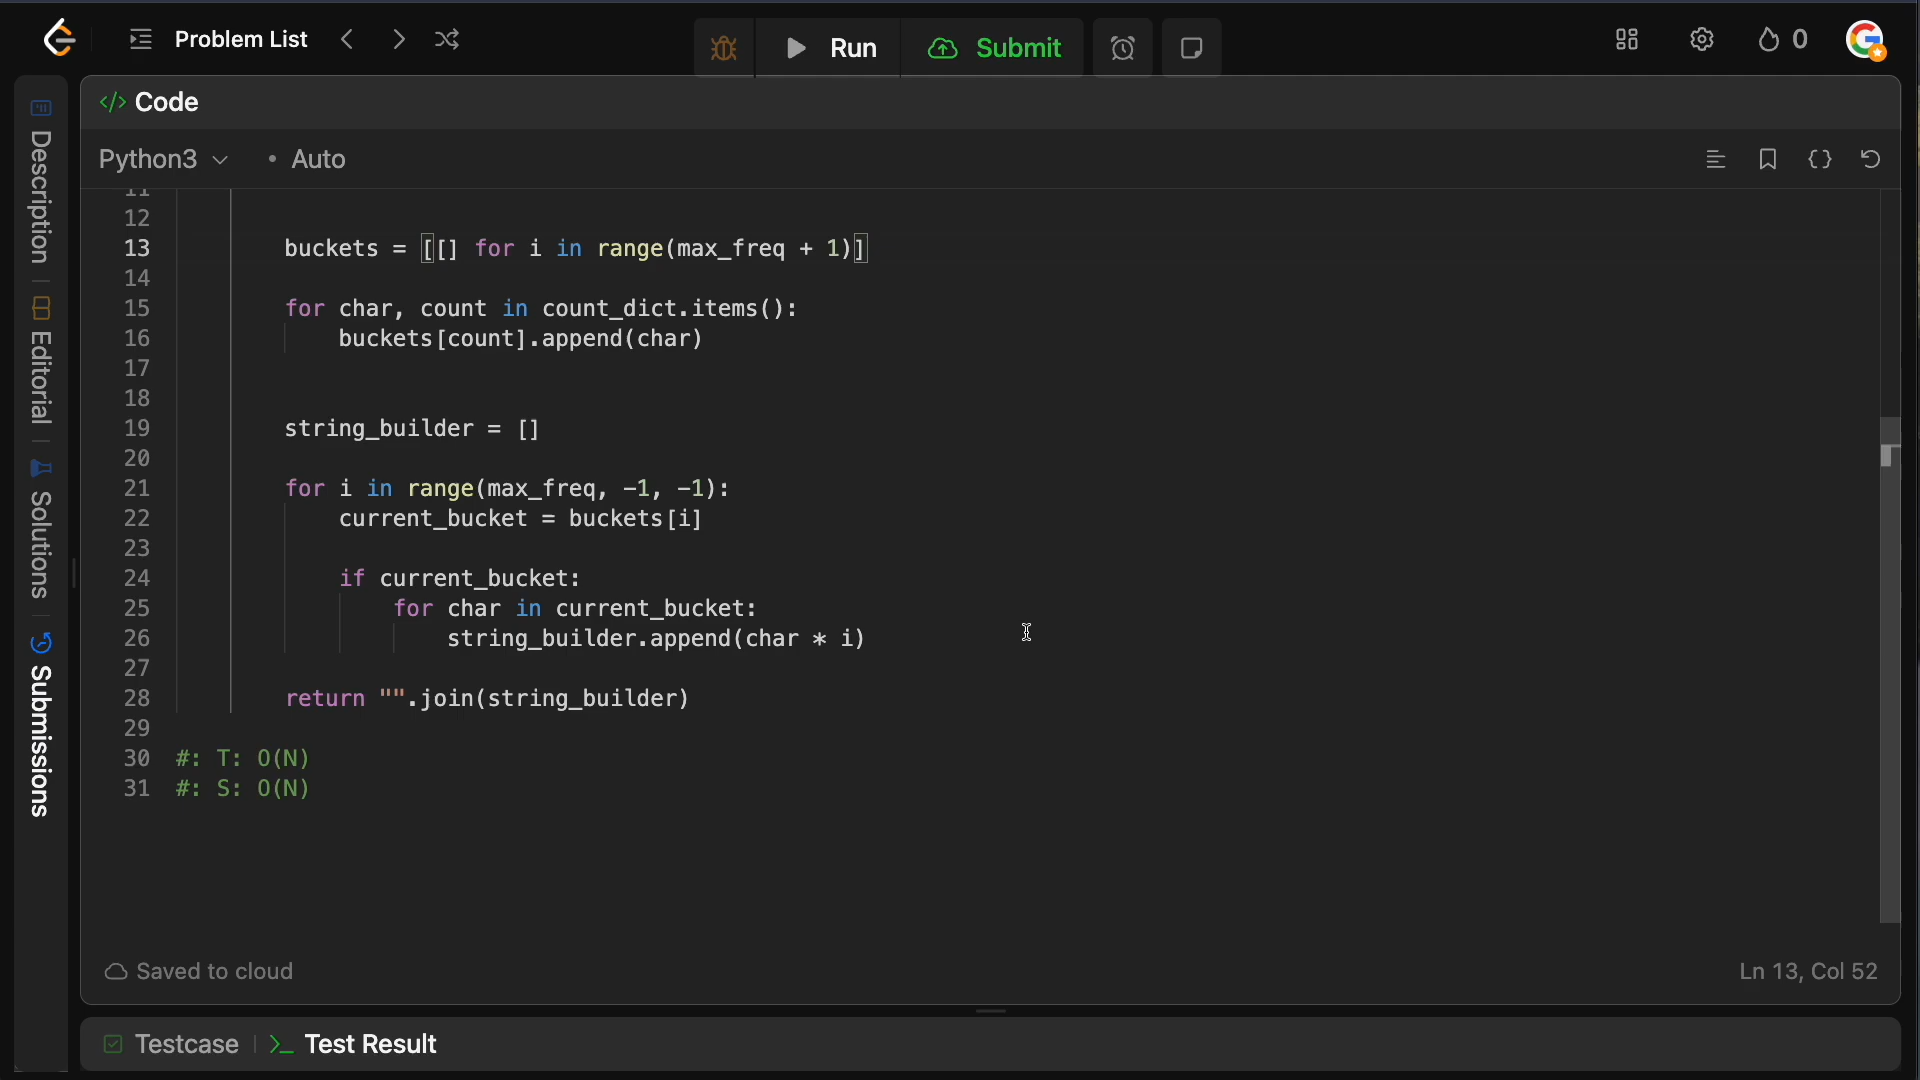 Problem List
Run
Submit
0
Description
Editorial
Solutions
Submissions
</> Code
Python3
• Auto
11
12
13 buckets = [[] for i in range(max_freq + 1)]
14
15 for char, count in count_dict.items():
16 buckets[count].append(char)
17
18
19 string_builder = []
20
21 for i in range(max_freq, -1, -1):
22 current_bucket = buckets[i]
23
24 if current_bucket:
25 for char in current_bucket:
26 string_builder.append(char * i)
27
28 return "".join(string_builder)
29
30 #: T: O(N)
31 #: S: O(N)
Saved to cloud
Ln 13, Col 52
Testcase
Test Result